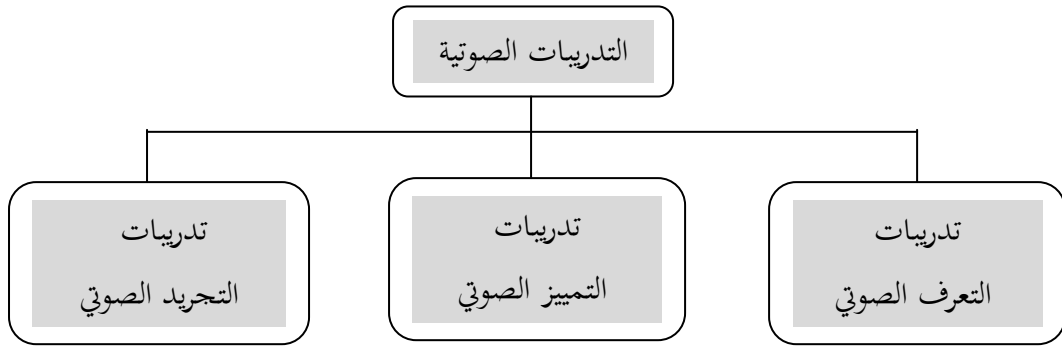 التدريبات الصوتية
تدريبات
التعرف الصوتي
تدريبات
التمييز الصوتي
تدريبات
التجريد الصوتي